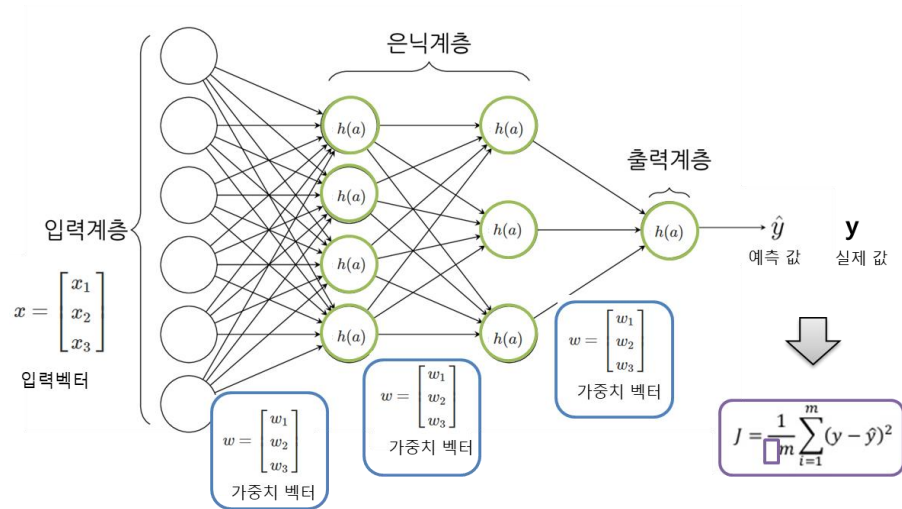 은닉계층
h(a)
h(a)
h(a)
h(a)
h(a)
h(a)
h(a)
출력계층
h(a)
ŷ
예측 값
y
실제 값
입력계층
x = [x₁ x₂ x₃]
입력벡터
w = [w₁ w₂ w₃]
가중치 벡터
w = [w₁ w₂ w₃]
가중치 벡터
w = [w₁ w₂ w₃]
가중치 벡터
J = 1/m ∑ᵢ₌₁ᵐ (y − ŷ)²